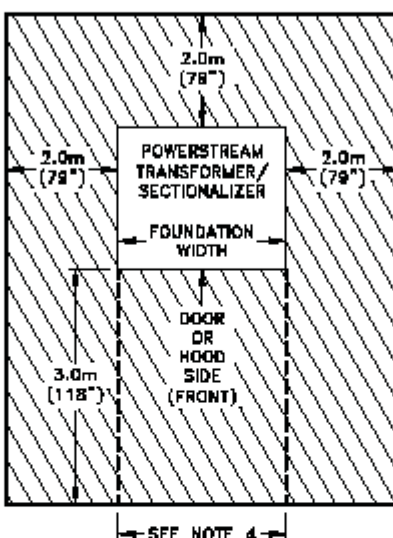 2.0m
(79")
2.0m
(79")
POWERSTREAM
TRANSFORMER/
SECTIONALIZER
2.0m
(79")
FOUNDATION
WIDTH
DOOR
OR
HOOD
SIDE
(FRONT)
3.0m
(118")
SEE NOTE 4